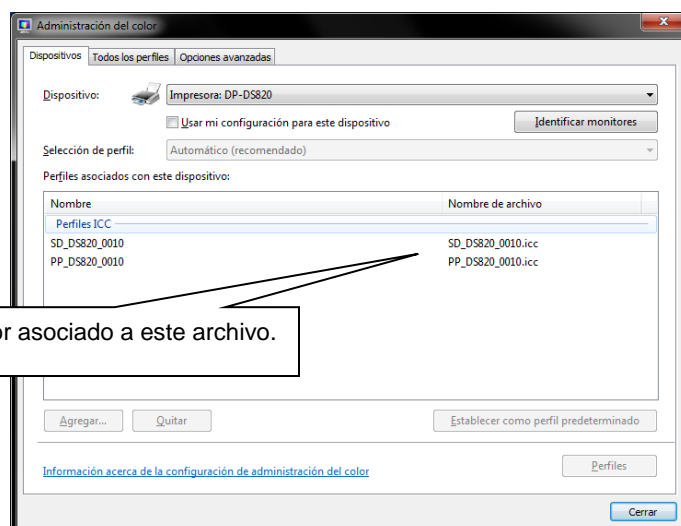 Administración del color
Dispositivos Todos los perfiles Opciones avanzadas
Dispositivo: Impresora: DP-DS820
Usar mi configuración para este dispositivo Identificar monitores
Selección de perfil: Automático (recomendado)
Perfiles asociados con este dispositivo:
Nombre Nombre de archivo
Perfiles ICC
SD_DS820_0010 SD_DS820_0010.icc
PP_DS820_0010 PP_DS820_0010.icc
or asociado a este archivo.
Agregar... Quitar Establecer como perfil predeterminado
Información acerca de la configuración de administración del color Perfiles
Cerrar